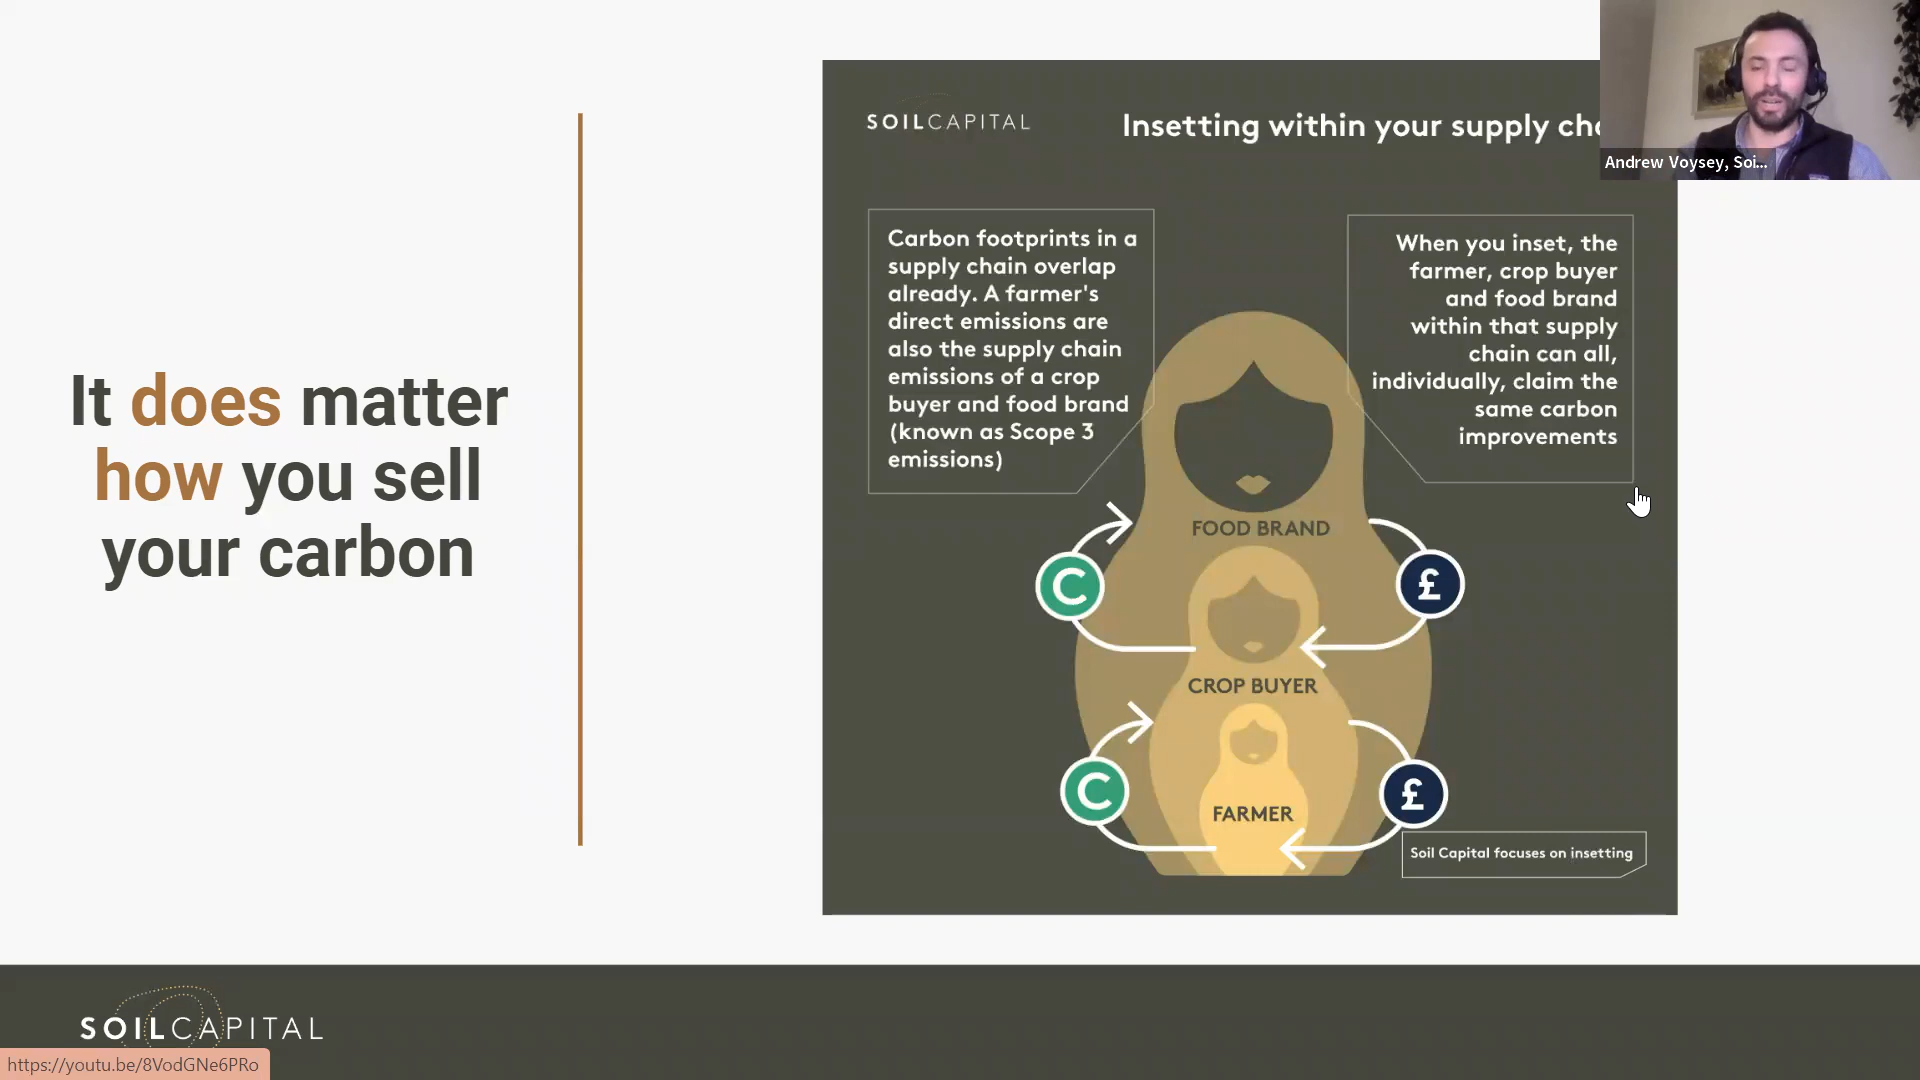 It does matter
how you sell
your carbon
SOILCAPITAL
Insetting within your supply
Carbon footprints in a
supply chain overlap
already. A farmer's
direct emissions are
also the supply chain
emissions of a crop
buyer and food brand
(known as Scope 3
emissions)
When you inset, the
farmer, crop buyer
and food brand
within that supply
chain can all,
individually, claim the
same carbon
improvements
FOOD BRAND
C
£
CROP BUYER
C
£
FARMER
Soil Capital focuses on insetting
Andrew Voysey, Soi...
SOILCAPITAL
https://youtu.be/8VodGNe6PRo